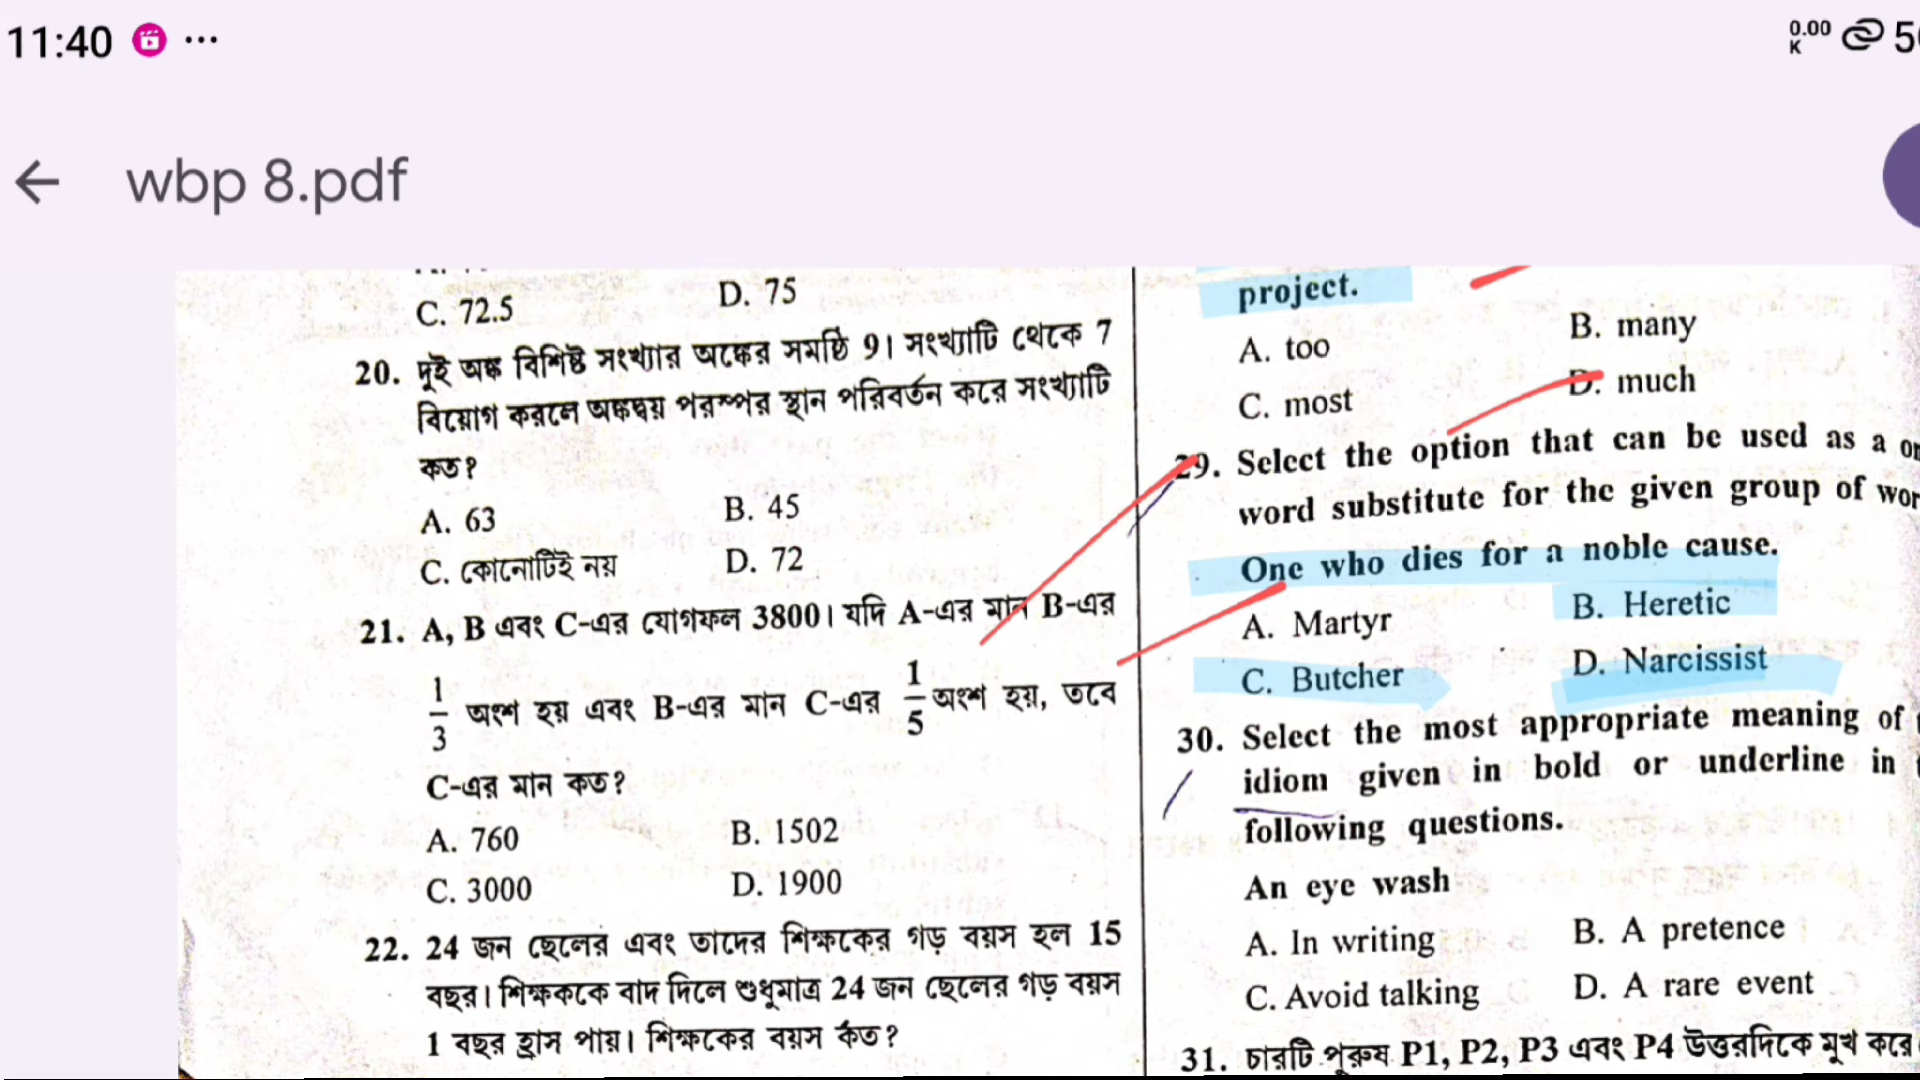 11:40 ...
0.00
K
wbp 8.pdf
C. 72.5 D. 75
20. দুই অঙ্ক বিশিষ্ট সংখ্যার অঙ্কের সমষ্ঠি 9। সংখ্যাটি থেকে 7
বিয়োগ করলে অঙ্কদ্বয় পরস্পর স্থান পরিবর্তন করে সংখ্যাটি
কত?
A. 63 B. 45
C. কোনোটিই নয় D. 72
21. A, B এবং C-এর যোগফল 3800। যদি A-এর মান B-এর
1/3 অংশ হয় এবং B-এর মান C-এর 1/5 অংশ হয়, তবে
C-এর মান কত?
A. 760 B. 1502
C. 3000 D. 1900
22. 24 জন ছেলের এবং তাদের শিক্ষকের গড় বয়স হল 15
বছর। শিক্ষককে বাদ দিলে শুধুমাত্র 24 জন ছেলের গড় বয়স
1 বছর হ্রাস পায়। শিক্ষকের বয়স কত?
project.
A. too B. many
C. most D. much
29. Select the option that can be used as a
word substitute for the given group of
One who dies for a noble cause.
A. Martyr B. Heretic
C. Butcher D. Narcissist
30. Select the most appropriate meaning of
idiom given in bold or underline in
following questions.
An eye wash
A. In writing B. A pretence
C. Avoid talking D. A rare event
31. চারটি পুরুষ P1, P2, P3 এবং P4 উত্তরদিকে মুখ করে